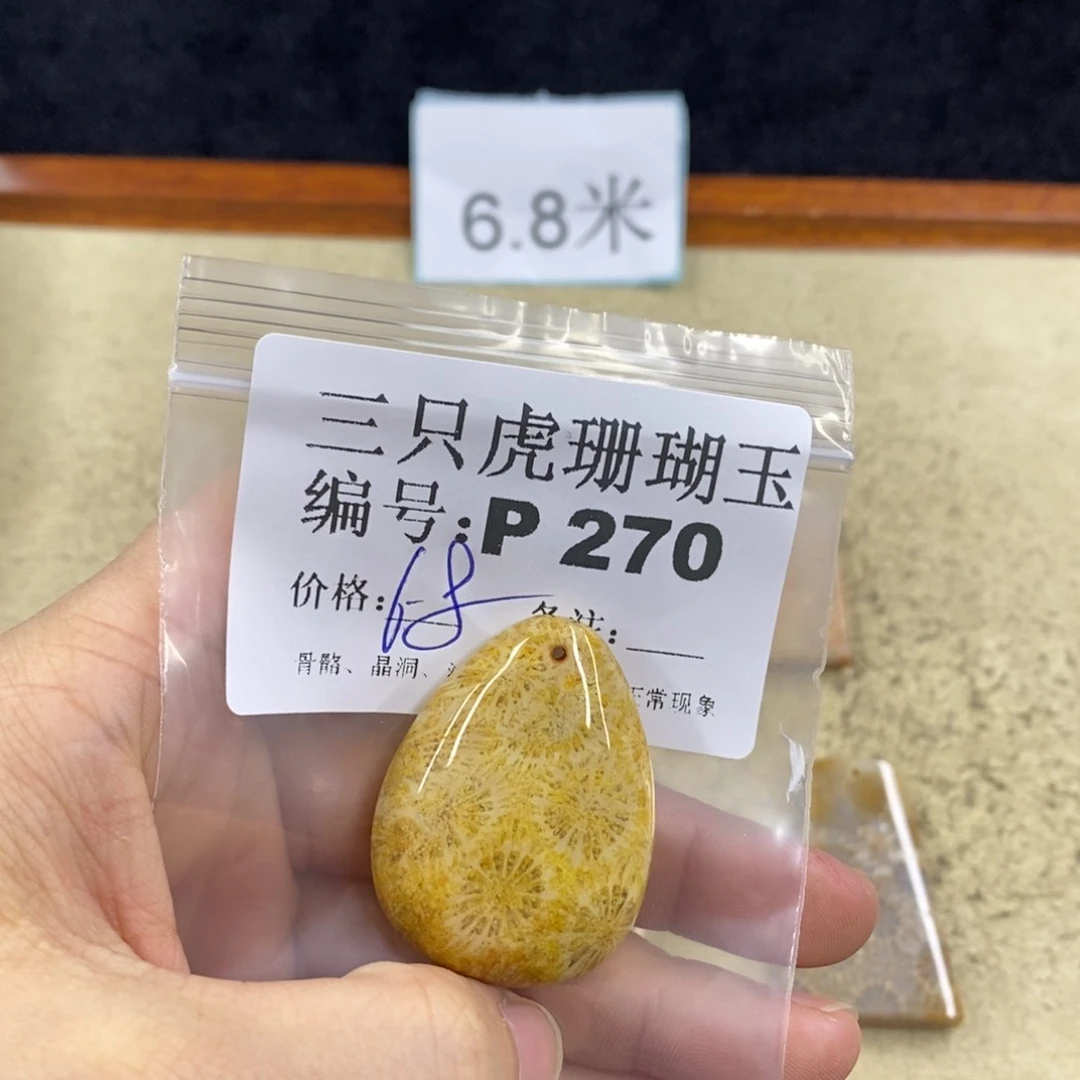 6.8米
三只虎珊瑚玉
编号:P 270
价格:68 备注:
骨骼、晶洞、 正常现象